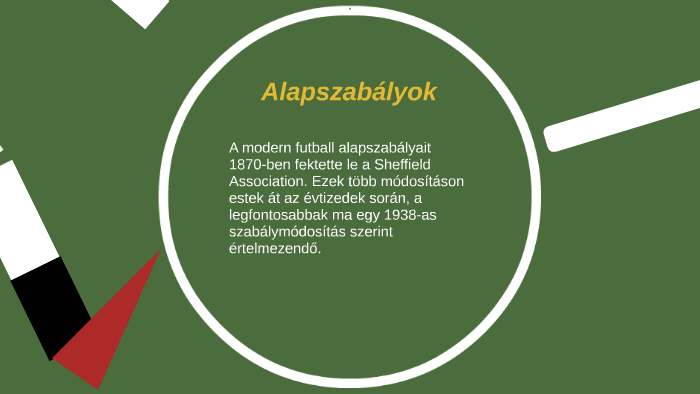 Alapszabályok
A modern futball alapszabályait
1870-ben fektette le a Sheffield
Association. Ezek több módosításon
estek át az évtizedek során, a
legfontosabbak ma egy 1938-as
szabálymódosítás szerint
értelmezendő.